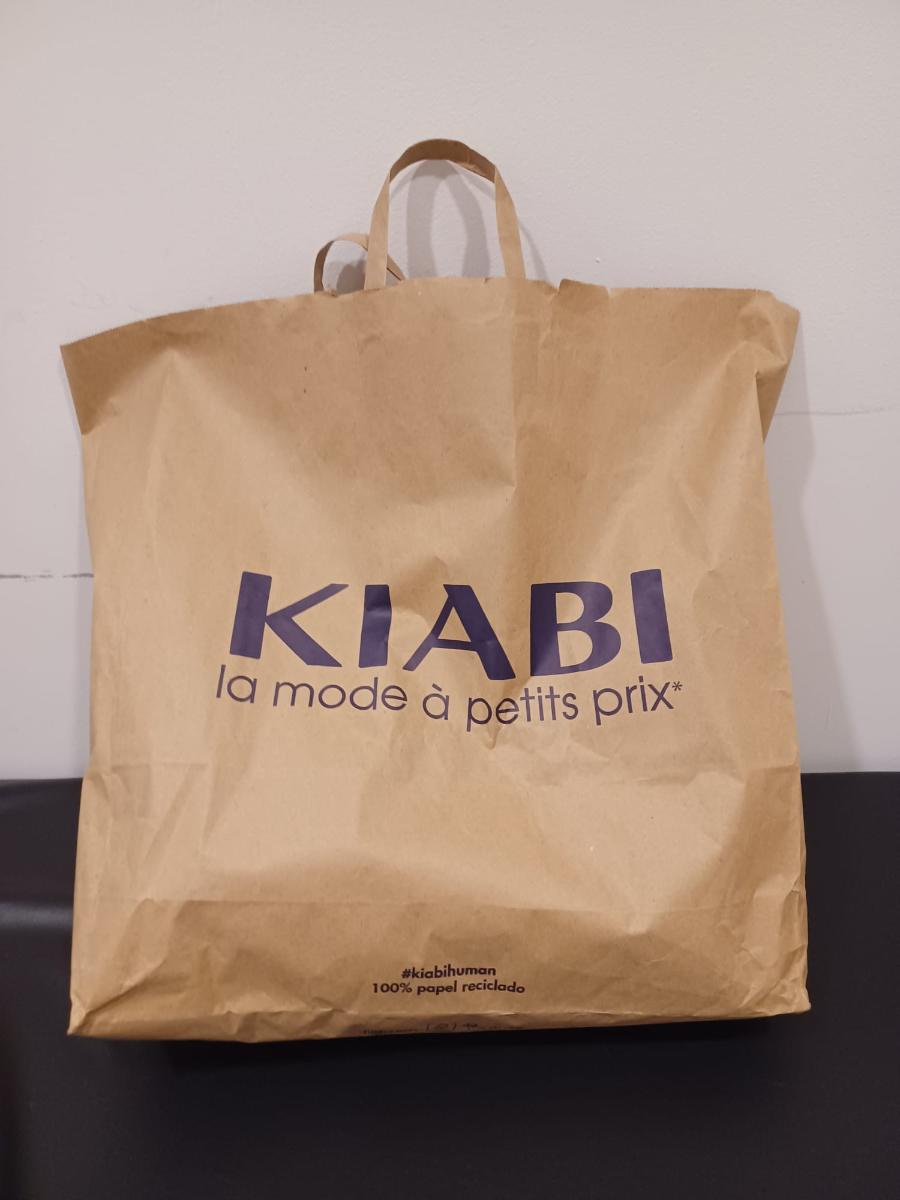 KIABI
la mode à petits prix*
#kiabihuman
100% papel reciclado